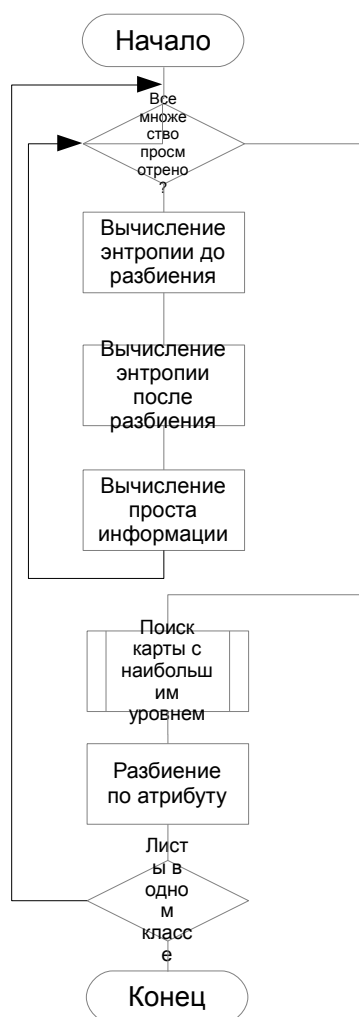 Начало
Все
множе
ство
просм
отрено
?
Вычисление
энтропии до
разбиения
Вычисление
энтропии
после
разбиения
Вычисление
проста
информации
Поиск
карты с
наибольш
им
уровнем
Разбиение
по атрибуту
Лист
ы в
одно
м
класс
е
Конец